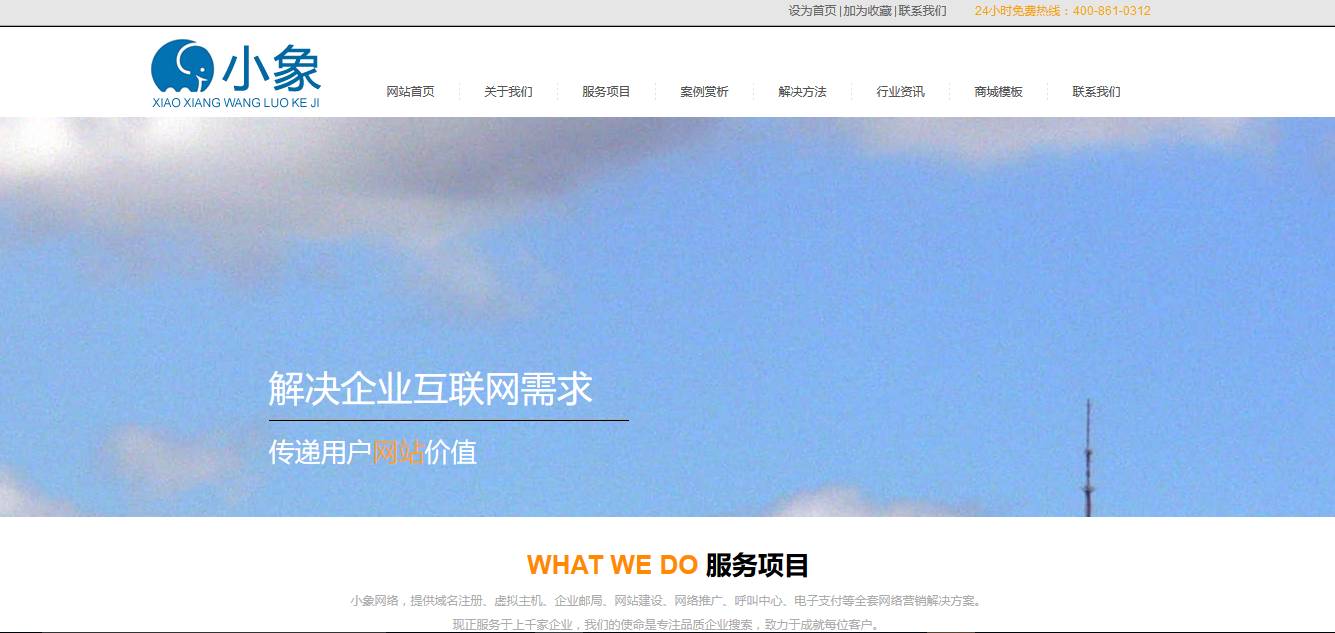 设为首页|加为收藏|联系我们 24小时免费热线：400-861-0312
小象
XIAO XIANG WANG LUO KE JI
网站首页 关于我们 服务项目 案例赏析 解决方法 行业资讯 商城模板 联系我们
解决企业互联网需求
传递用户网站价值
WHAT WE DO 服务项目
小象网络，提供域名注册、虚拟主机、企业邮局、网站建设、网络推广、呼叫中心、电子支付等全套网络营销解决方案。
现正服务于上千家企业，我们的使命是专注品质企业搜索，致力于成就每位客户。